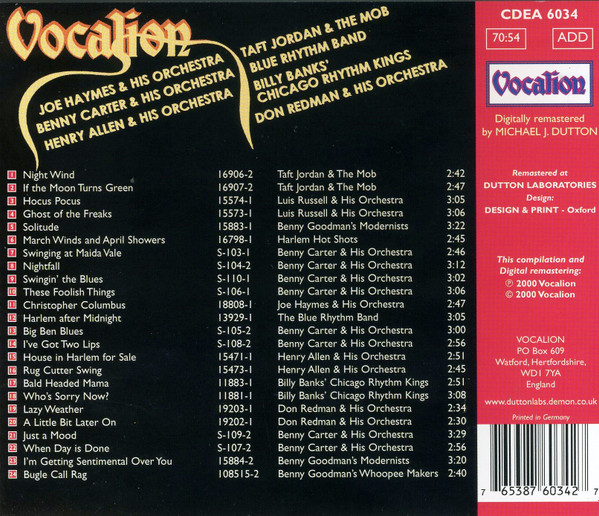 Vocalion
JOE HAYMES & HIS ORCHESTRA
BENNY CARTER & HIS ORCHESTRA
HENRY ALLEN & HIS ORCHESTRA
TAFT JORDAN & THE MOB
BLUE RHYTHM BAND
BILLY BANKS'
CHICAGO RHYTHM KINGS
DON REDMAN & HIS ORCHESTRA
1 Night Wind 16906-2 Taft Jordan & The Mob 2:42
2 If the Moon Turns Green 16907-2 Taft Jordan & The Mob 2:47
3 Hocus Pocus 15574-1 Luis Russell & His Orchestra 3:05
4 Ghost of the Freaks 15573-1 Luis Russell & His Orchestra 3:06
5 Solitude 15883-1 Benny Goodman's Modernists 3:22
6 March Winds and April Showers 16798-1 Harlem Hot Shots 2:45
7 Swinging at Maida Vale S-103-1 Benny Carter & His Orchestra 2:46
8 Nightfall S-104-2 Benny Carter & His Orchestra 3:12
9 Swingin' the Blues S-110-1 Benny Carter & His Orchestra 3:02
10 These Foolish Things S-106-1 Benny Carter & His Orchestra 3:05
11 Christopher Columbus 18808-1 Joe Haymes & His Orchestra 2:47
12 Harlem after Midnight 13929-1 The Blue Rhythm Band 3:05
13 Big Ben Blues S-105-2 Benny Carter & His Orchestra 3:00
14 I've Got Two Lips S-108-2 Benny Carter & His Orchestra 2:56
15 House in Harlem for Sale 15471-1 Henry Allen & His Orchestra 2:51
16 Rug Cutter Swing 15473-1 Henry Allen & His Orchestra 2:45
17 Bald Headed Mama 11883-1 Billy Banks' Chicago Rhythm Kings 2:51
18 Who's Sorry Now? 11881-1 Billy Banks' Chicago Rhythm Kings 3:08
19 Lazy Weather 19203-1 Don Redman & His Orchestra 2:34
20 A Little Bit Later On 19202-1 Don Redman & His Orchestra 2:30
21 Just a Mood S-109-2 Benny Carter & His Orchestra 3:29
22 When Day is Done S-107-2 Benny Carter & His Orchestra 2:56
23 I'm Getting Sentimental Over You 15884-2 Benny Goodman's Modernists 3:20
24 Bugle Call Rag 108515-2 Benny Goodman's Whoopee Makers 2:40
CDEA 6034
70:54 ADD
Vocalion
Digitally remastered
by MICHAEL J. DUTTON
Remastered at
DUTTON LABORATORIES
Design:
DESIGN & PRINT - Oxford
This compilation and
Digital remastering:
℗ 2000 Vocalion
© 2000 Vocalion
VOCALION
PO Box 609
Watford, Hertfordshire,
WD1 7YA
England
www.duttonlabs.demon.co.uk
Printed in Germany
7 65387 60342 7